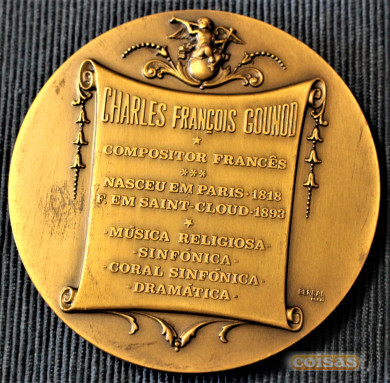 CHARLES FRANÇOIS GOUNOD
*
COMPOSITOR FRANCÊS
***
NASCEU EM PARIS-1818
F. EM SAINT-CLOUD-1893
*
-MÚSICA RELIGIOSA-
-SINFÓNICA-
-CORAL SINFÓNICA-
-DRAMÁTICA-
BERRAL
coisas